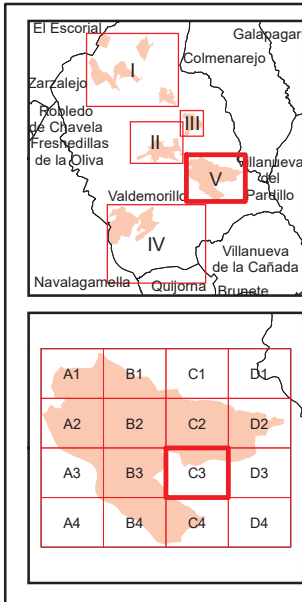 El Escorial
Galapagar
Colmenarejo
I
Zarzalejo
Robledo
de Chavela
III
Freshedillas
de la Oliva
II
Villanueva
del
Pardillo
V
Valdemorillo
IV
Villanueva
de la Cañada
Navalagamella
Quijorna
Brunete
A1 B1 C1 D1
A2 B2 C2 D2
A3 B3 C3 D3
A4 B4 C4 D4